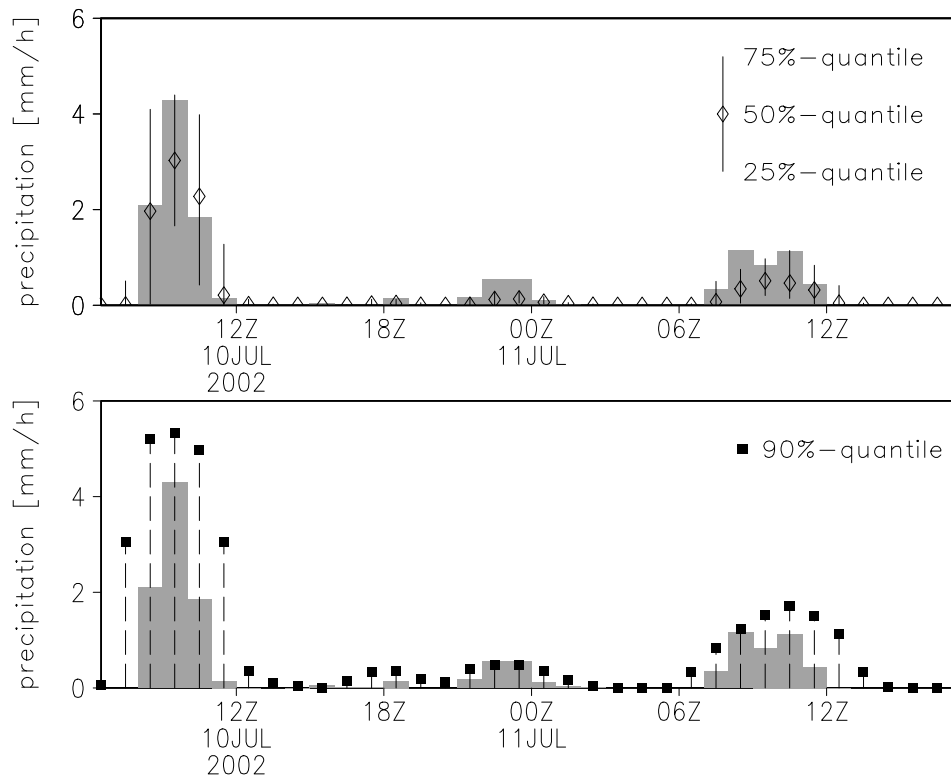 precipitation [mm/h]
6
4
2
0
75%-quantile
50%-quantile
25%-quantile
12Z
18Z
00Z
06Z
12Z
10JUL
11JUL
2002
precipitation [mm/h]
6
4
2
0
90%-quantile
12Z
18Z
00Z
06Z
12Z
10JUL
11JUL
2002